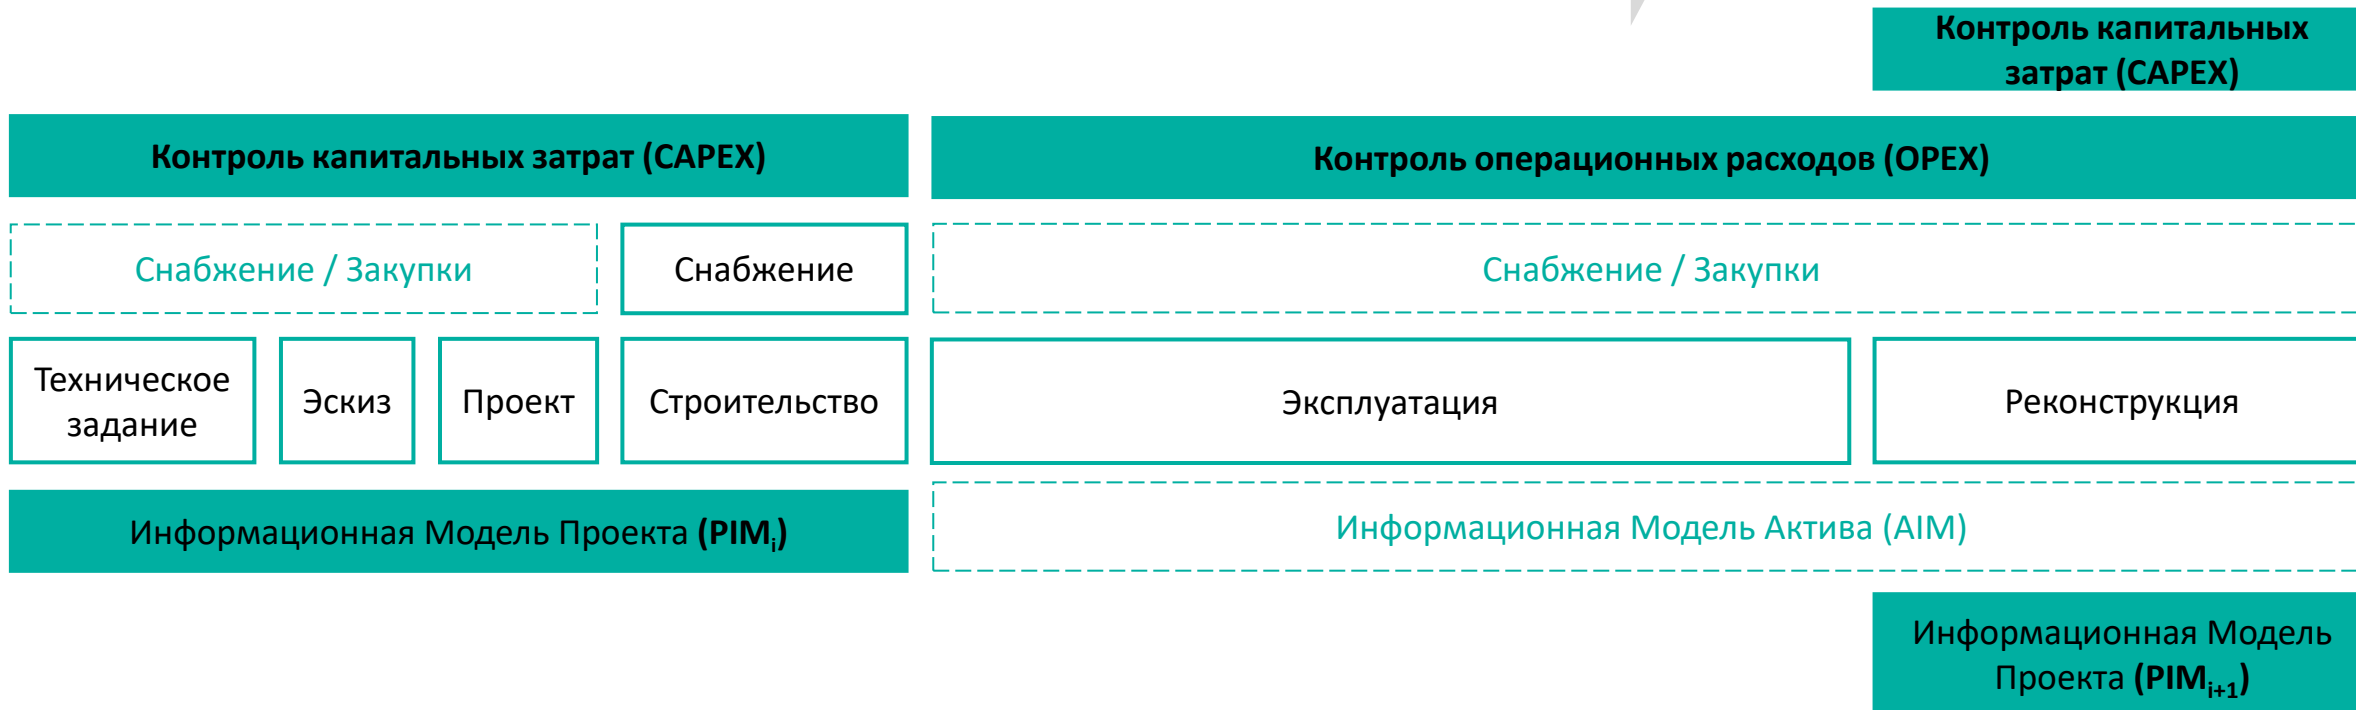 Контроль капитальных
затрат (CAPEX)
Контроль капитальных затрат (CAPEX)
Контроль операционных расходов (OPEX)
Снабжение / Закупки
Снабжение
Снабжение / Закупки
Техническое
задание
Эскиз
Проект
Строительство
Эксплуатация
Реконструкция
Информационная Модель Проекта (PIMi)
Информационная Модель Актива (AIM)
Информационная Модель
Проекта (PIMi+1)